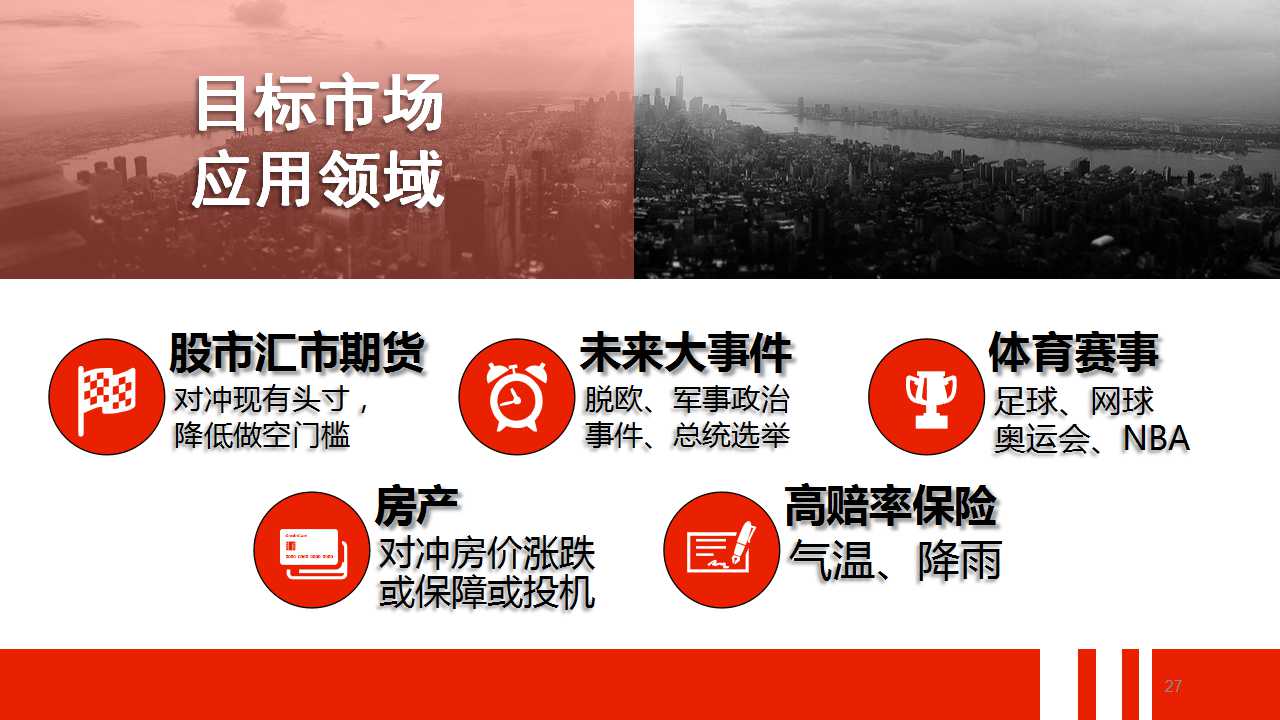 目标市场
应用领域
股市汇市期货
对冲现有头寸，
降低做空门槛
未来大事件
脱欧、军事政治
事件、总统选举
体育赛事
足球、网球
奥运会、NBA
房产
对冲房价涨跌
或保障或投机
高赔率保险
气温、降雨
27